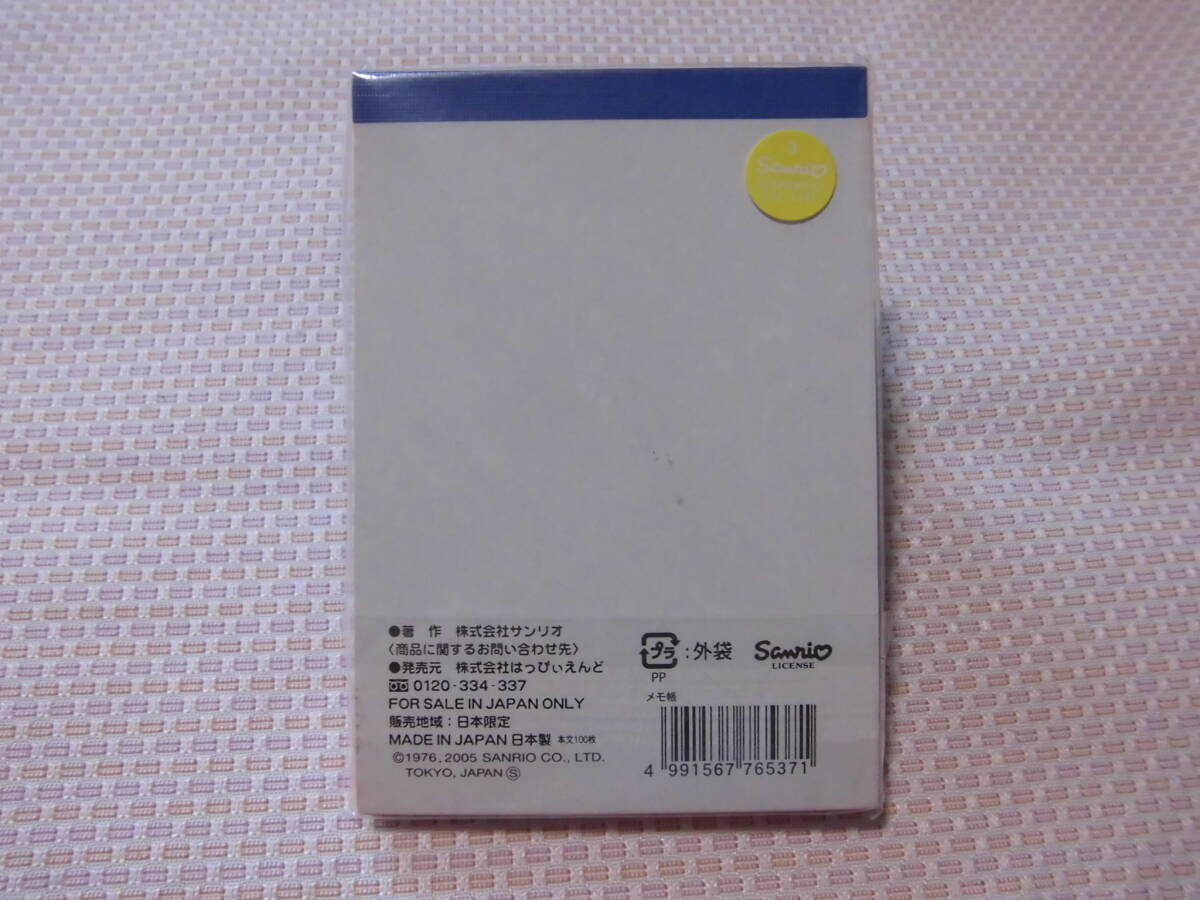 3
Sanrio
●著 作 株式会社サンリオ
〈商品に関するお問い合わせ先〉
●発売元 株式会社はっぴぃえんど
0120-334-337
FOR SALE IN JAPAN ONLY
販売地域：日本限定
MADE IN JAPAN 日本製 本文100枚
©1976, 2005 SANRIO CO., LTD.
TOKYO, JAPAN Ⓢ
プラ :外袋
PP
Sanrio
LICENSE
メモ帳
4 991567 765371